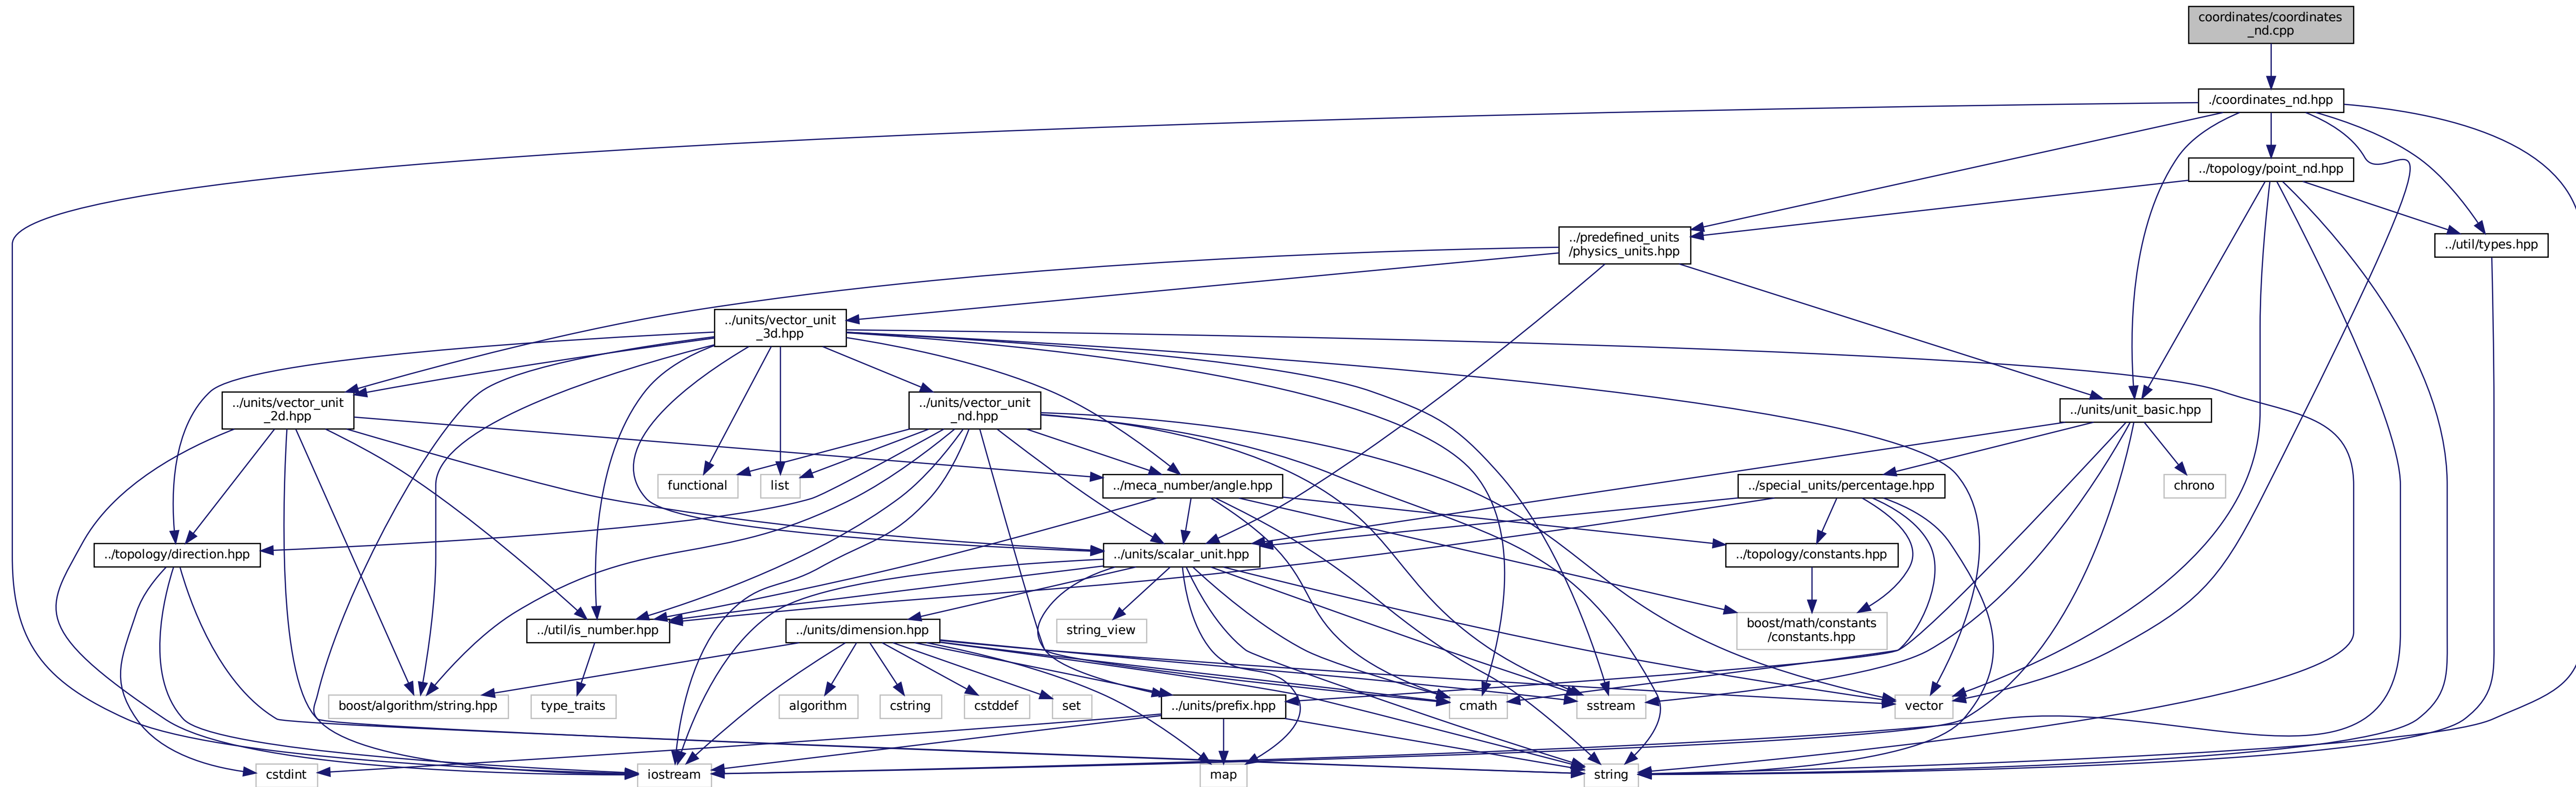 coordinates/coordinates
_nd.cpp
./coordinates_nd.hpp
../topology/point_nd.hpp
../predefined_units
/physics_units.hpp
../util/types.hpp
../units/vector_unit
_3d.hpp
../units/vector_unit
_2d.hpp
../units/vector_unit
_nd.hpp
../units/unit_basic.hpp
functional
list
../meca_number/angle.hpp
../special_units/percentage.hpp
chrono
../topology/direction.hpp
../units/scalar_unit.hpp
../topology/constants.hpp
../util/is_number.hpp
../units/dimension.hpp
string_view
boost/math/constants
/constants.hpp
boost/algorithm/string.hpp
type_traits
algorithm
cstring
cstddef
set
../units/prefix.hpp
cmath
sstream
vector
cstdint
iostream
map
string